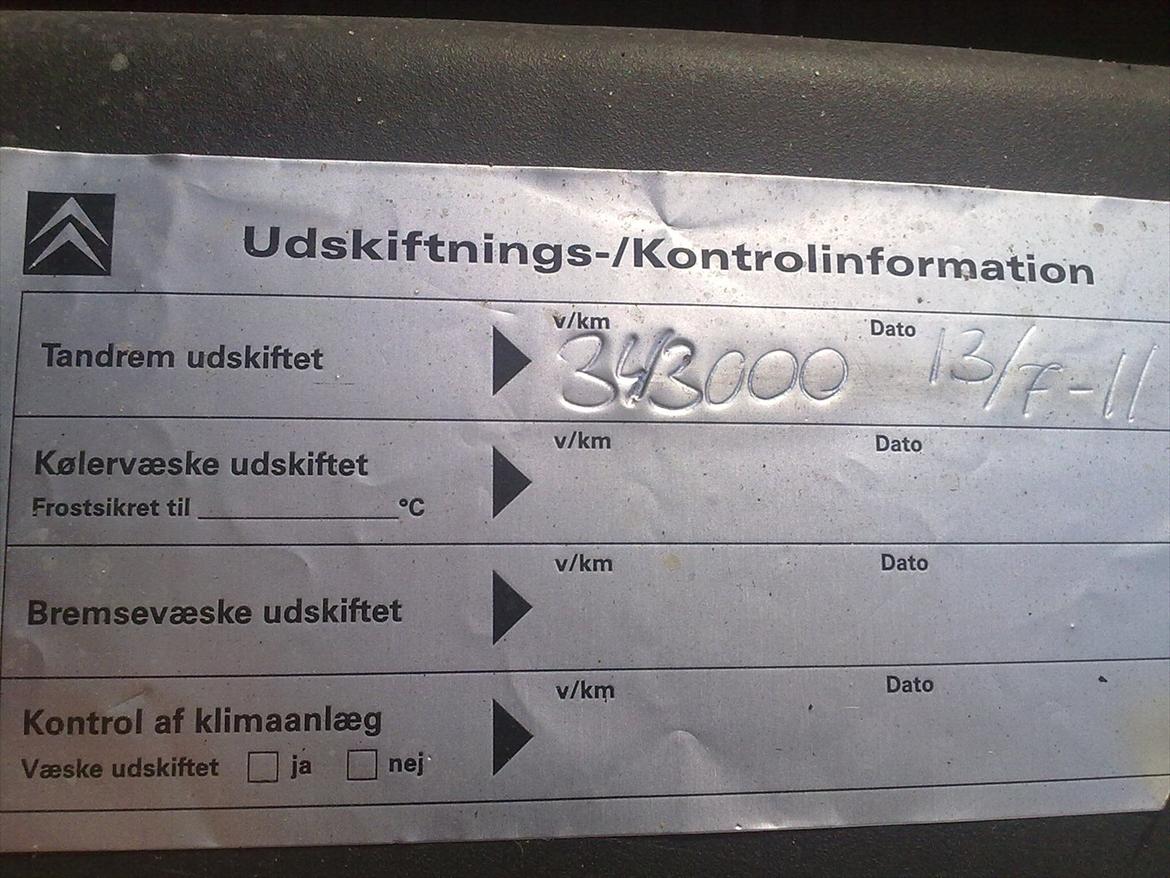 Udskiftnings-/Kontrolinformation
Tandrem udskiftet v/km 343000 Dato 13/7-11
Kølervæske udskiftet v/km Dato
Frostsikret til ____________ °C
Bremsevæske udskiftet v/km Dato
Kontrol af klimaanlæg v/km Dato
Væske udskiftet ja nej